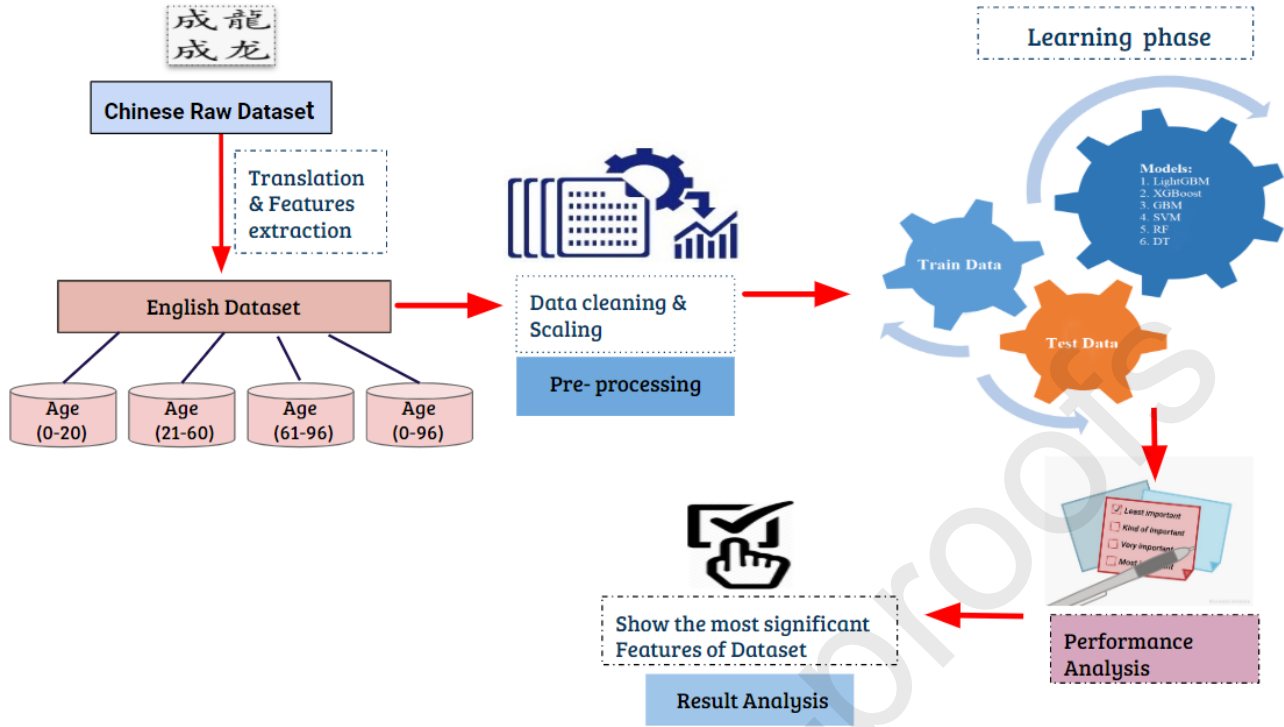 成龍
成龙
Chinese Raw Dataset
Translation
& Features
extraction
English Dataset
Age
(0-20)
Age
(21-60)
Age
(61-96)
Age
(0-96)
Data cleaning &
Scaling
Pre- processing
Learning phase
Models:
1. LightGBM
2. XGBoost
3. GBM
4. SVM
5. RF
6. DT
Train Data
Test Data
Least important
Kind of important
Very important
Most
Performance
Analysis
Show the most significant
Features of Dataset
Result Analysis
proofs